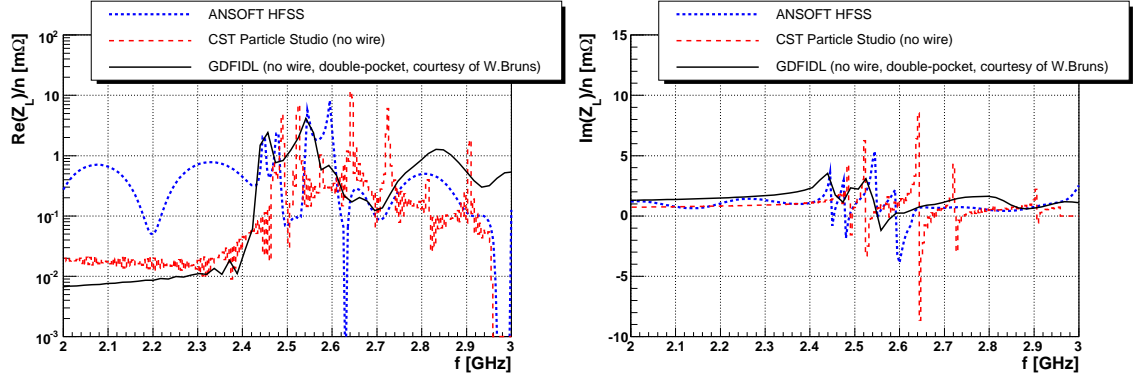 ANSOFT HFSS
CST Particle Studio (no wire)
GDFIDL (no wire, double-pocket, courtesy of W.Bruns)
Re(Z_L)/n [mΩ]
10^2
10
1
10^-1
10^-2
10^-3
2 2.1 2.2 2.3 2.4 2.5 2.6 2.7 2.8 2.9 3
f [GHz]
ANSOFT HFSS
CST Particle Studio (no wire)
GDFIDL (no wire, double-pocket, courtesy of W.Bruns)
Im(Z_L)/n [mΩ]
15
10
5
0
-5
-10
2 2.1 2.2 2.3 2.4 2.5 2.6 2.7 2.8 2.9 3
f [GHz]